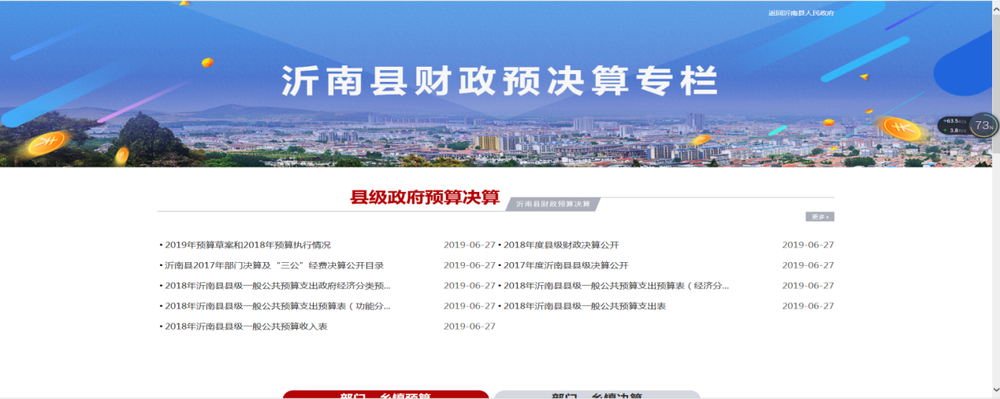 返回沂南县人民政府
沂南县财政预决算专栏
+63.5K/s
+ 3.8K/s
73%
县级政府预算决算
沂南县财政预算决算
更多+
• 2019年预算草案和2018年预算执行情况 2019-06-27 • 2018年度县级财政决算公开 2019-06-27
• 沂南县2017年部门决算及“三公”经费决算公开目录 2019-06-27 • 2017年度沂南县县级决算公开 2019-06-27
• 2018年沂南县县级一般公共预算支出政府经济分类预... 2019-06-27 • 2018年沂南县县级一般公共预算支出预算表（经济分... 2019-06-27
• 2018年沂南县县级一般公共预算支出预算表（功能分... 2019-06-27 • 2018年沂南县县级一般公共预算支出表 2019-06-27
• 2018年沂南县县级一般公共预算收入表 2019-06-27
部门、乡镇预算 部门、乡镇决算